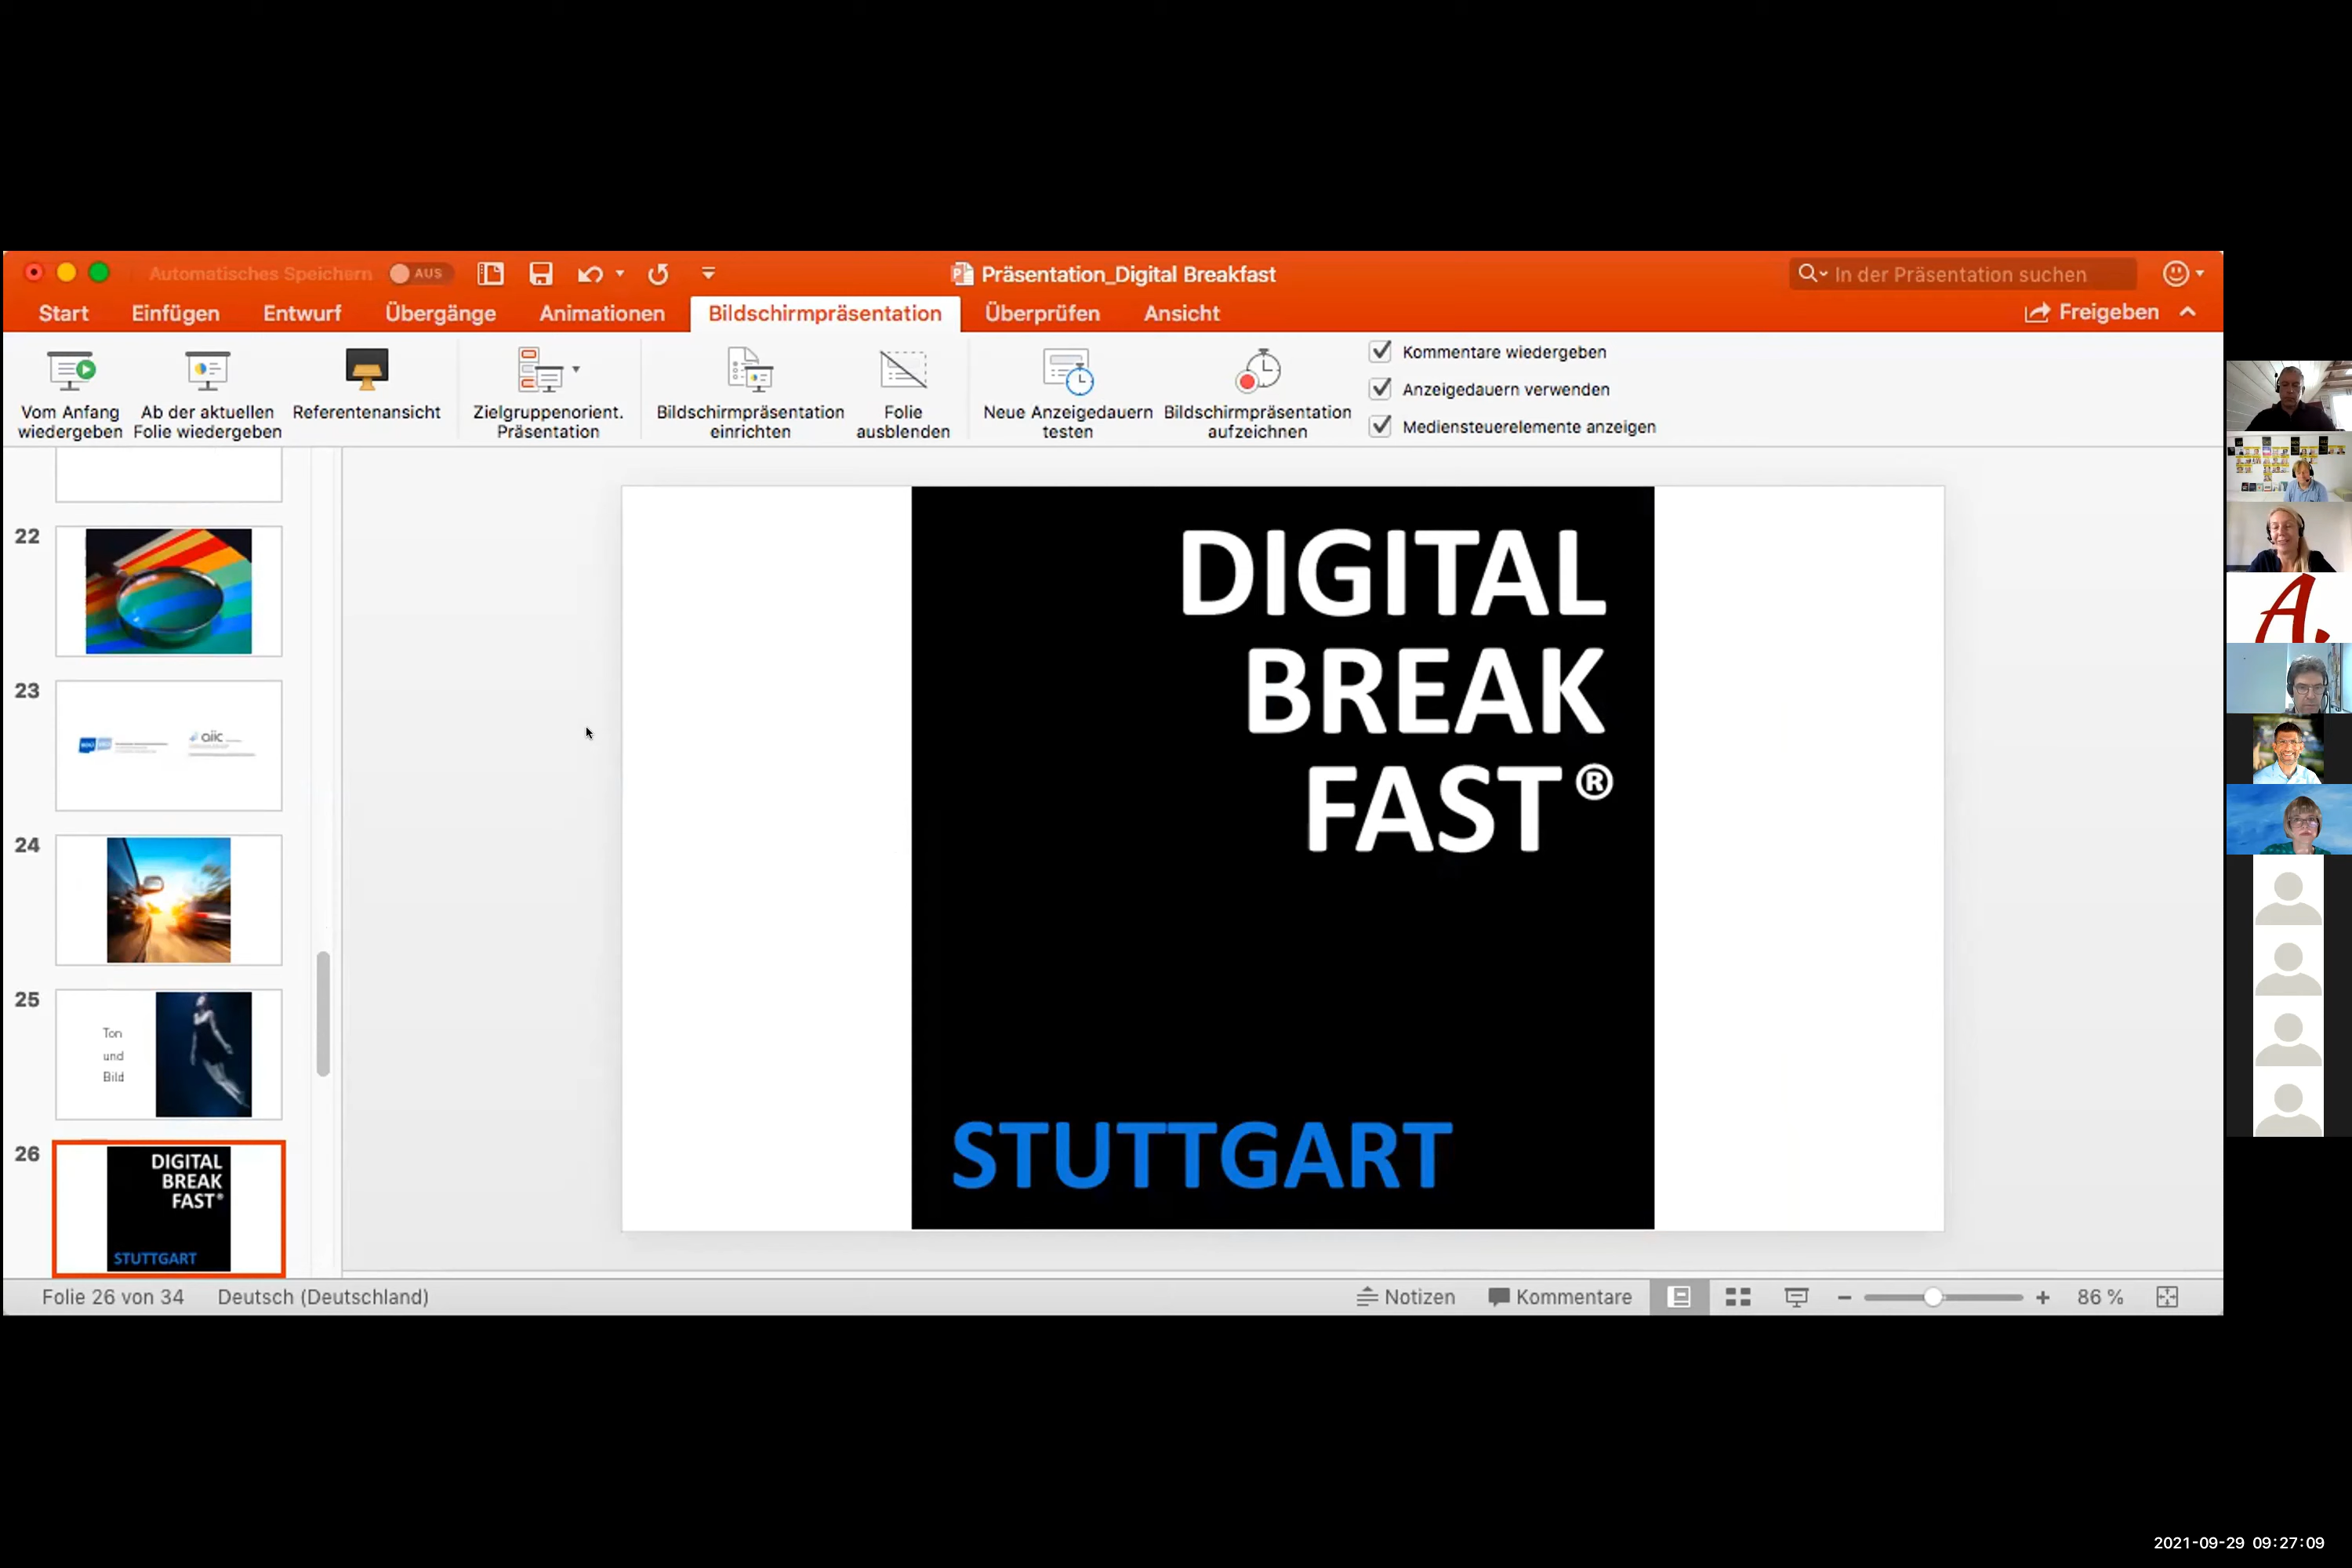 Automatisches Speichern AUS
Präsentation_Digital Breakfast
In der Präsentation suchen
Start Einfügen Entwurf Übergänge Animationen Bildschirmpräsentation Überprüfen Ansicht Freigeben
Vom Anfang wiedergeben
Ab der aktuellen Folie wiedergeben
Referentenansicht
Zielgruppenorient. Präsentation
Bildschirmpräsentation einrichten
Folie ausblenden
Neue Anzeigedauern testen
Bildschirmpräsentation aufzeichnen
Kommentare wiedergeben
Anzeigedauern verwenden
Mediensteuerelemente anzeigen
22
23
aiic
24
25
Ton
und
Bild
26
DIGITAL
BREAK
FAST®
STUTTGART
DIGITAL
BREAK
FAST®
STUTTGART
A.
Folie 26 von 34 Deutsch (Deutschland) Notizen Kommentare 86 %
2021-09-29 09:27:09